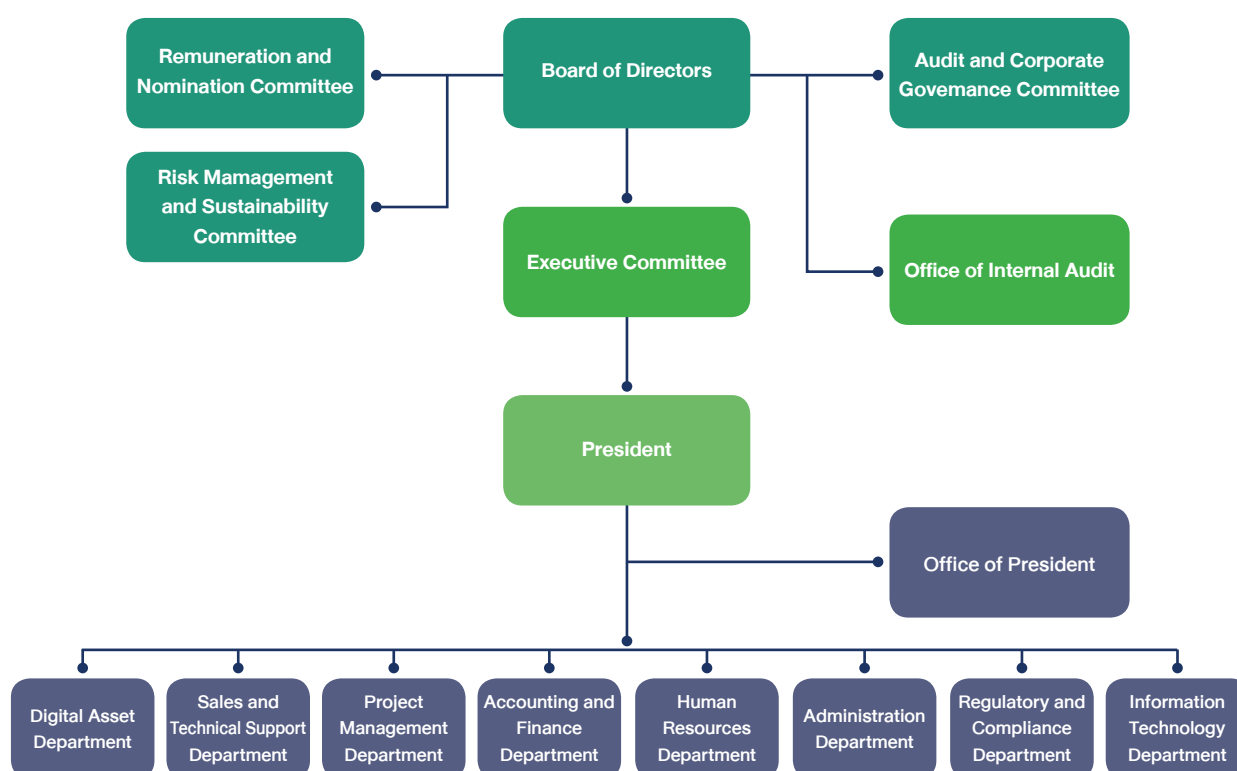 Remuneration and
Nomination Committee
Board of Directors
Audit and Corporate
Governance Committee
Risk Mamagement
and Sustainability
Committee
Executive Committee
Office of Internal Audit
President
Office of President
Digital Asset
Department
Sales and
Technical Support
Department
Project
Management
Department
Accounting and
Finance
Department
Human
Resources
Department
Administration
Department
Regulatory and
Compliance
Department
Information
Technology
Department